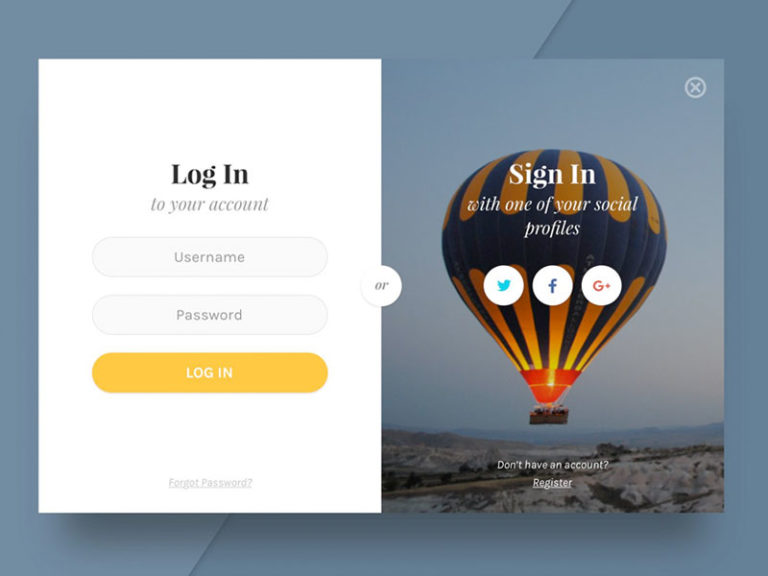 Log In
to your account
Username
Password
LOG IN
Forgot Password?
or
Sign In
with one of your social
profiles
G+
Don't have an account?
Register